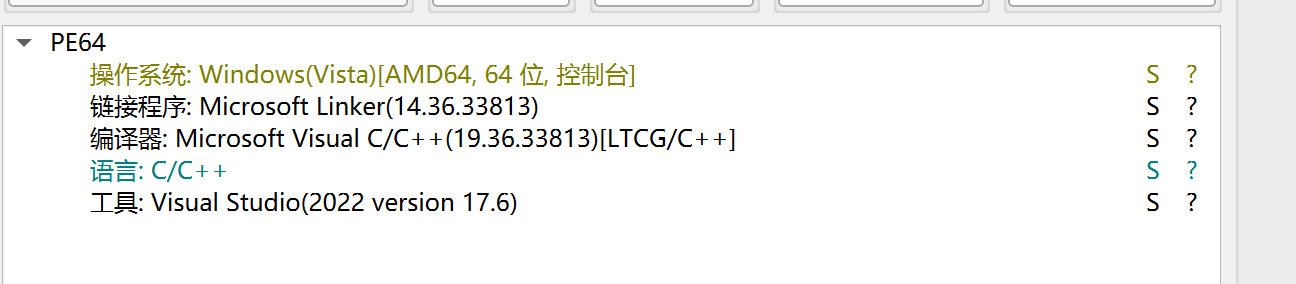 PE64
操作系统: Windows(Vista)[AMD64, 64 位, 控制台] S ?
链接程序: Microsoft Linker(14.36.33813) S ?
编译器: Microsoft Visual C/C++(19.36.33813)[LTCG/C++] S ?
语言: C/C++ S ?
工具: Visual Studio(2022 version 17.6) S ?